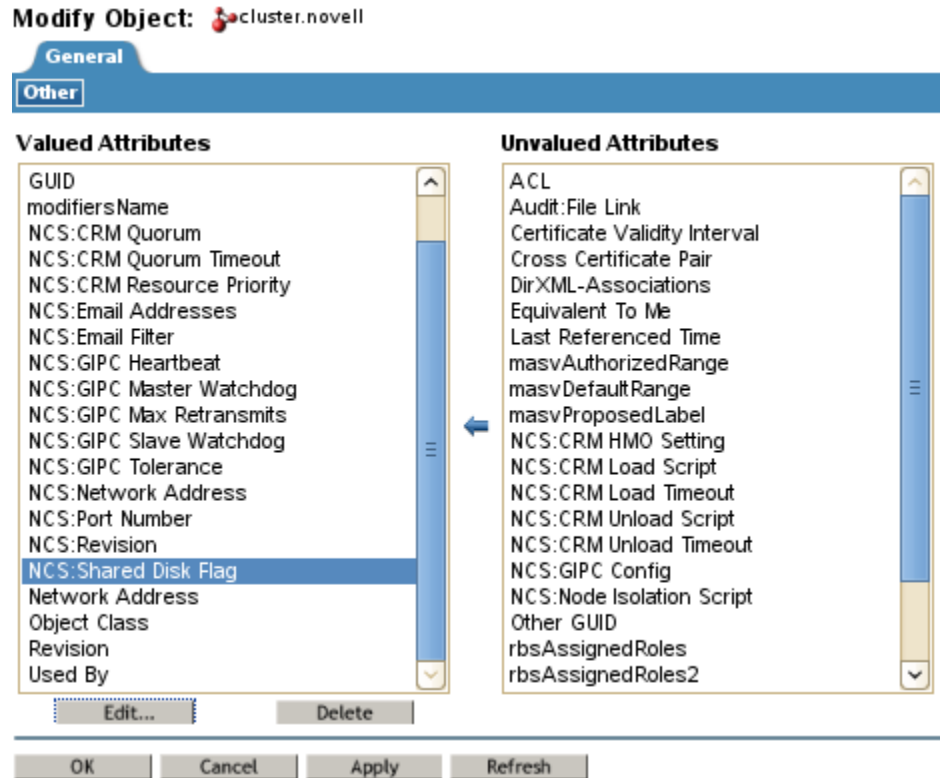 Modify Object: cluster.novell
General
Other
Valued Attributes
GUID
modifiersName
NCS:CRM Quorum
NCS:CRM Quorum Timeout
NCS:CRM Resource Priority
NCS:Email Addresses
NCS:Email Filter
NCS:GIPC Heartbeat
NCS:GIPC Master Watchdog
NCS:GIPC Max Retransmits
NCS:GIPC Slave Watchdog
NCS:GIPC Tolerance
NCS:Network Address
NCS:Port Number
NCS:Revision
NCS:Shared Disk Flag
Network Address
Object Class
Revision
Used By
Edit...
Delete
Unvalued Attributes
ACL
Audit:File Link
Certificate Validity Interval
Cross Certificate Pair
DirXML-Associations
Equivalent To Me
Last Referenced Time
masvAuthorizedRange
masvDefaultRange
masvProposedLabel
NCS:CRM HMO Setting
NCS:CRM Load Script
NCS:CRM Load Timeout
NCS:CRM Unload Script
NCS:CRM Unload Timeout
NCS:GIPC Config
NCS:Node Isolation Script
Other GUID
rbsAssignedRoles
rbsAssignedRoles2
OK
Cancel
Apply
Refresh